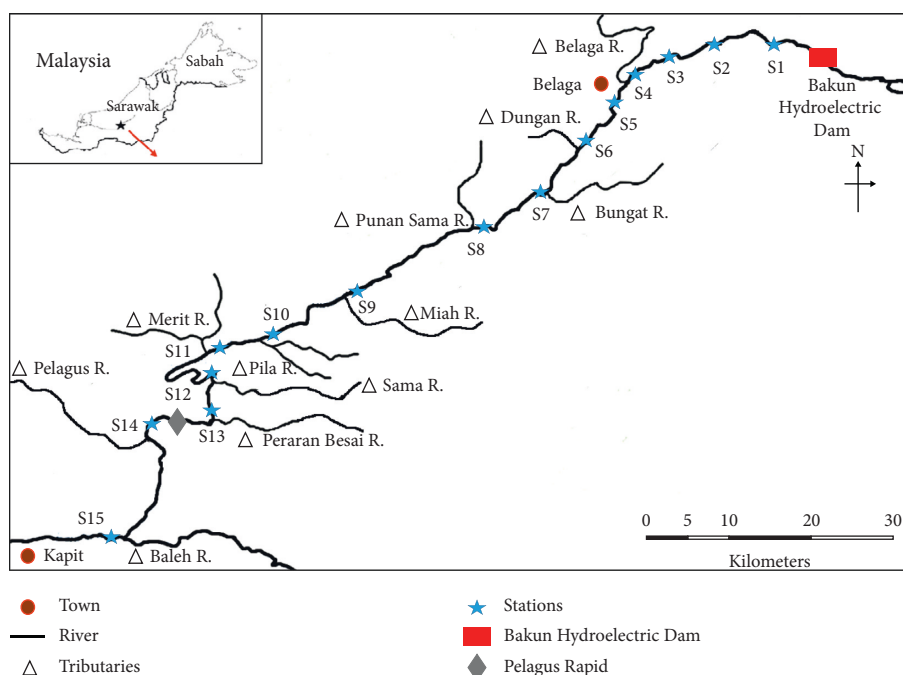 Malaysia
Sabah
Sarawak
Belaga R.
Belaga
S4
S3
S2
S1
Bakun
Hydroelectric
Dam
S5
Dungan R.
S6
N
S7
Bungat R.
Punan Sama R.
S8
S9
Miah R.
S10
Merit R.
S11
Pila R.
Pelagus R.
S12
Sama R.
S14
S13
Peraran Besai R.
S15
Kapit
Baleh R.
0 5 10 20 30
Kilometers
Town
River
Tributaries
Stations
Bakun Hydroelectric Dam
Pelagus Rapid